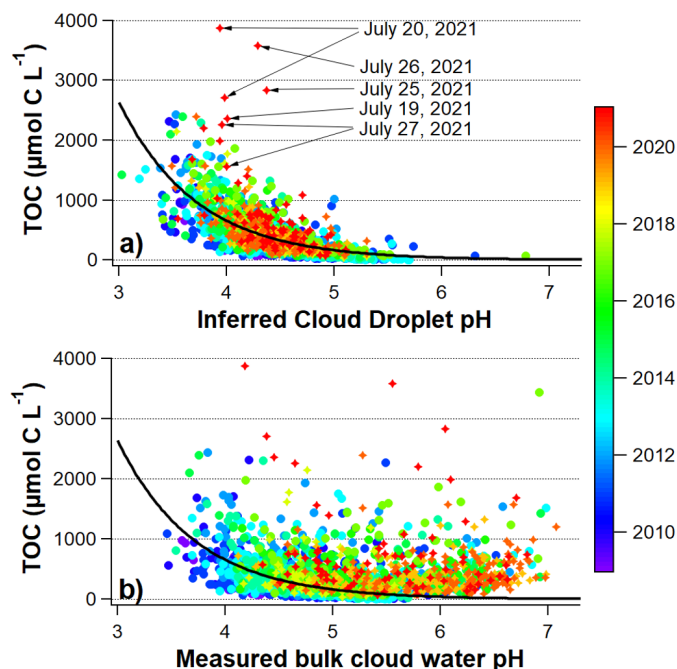 4000
3000
2000
1000
0
TOC (µmol C L⁻¹)
July 20, 2021
July 26, 2021
July 25, 2021
July 19, 2021
July 27, 2021
a)
3 4 5 6 7
Inferred Cloud Droplet pH
4000
3000
2000
1000
0
TOC (µmol C L⁻¹)
b)
3 4 5 6 7
Measured bulk cloud water pH
2020
2018
2016
2014
2012
2010